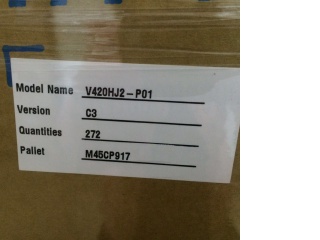 Model Name V420HJ2-P01
Version C3
Quantities 272
Pallet M45CP917